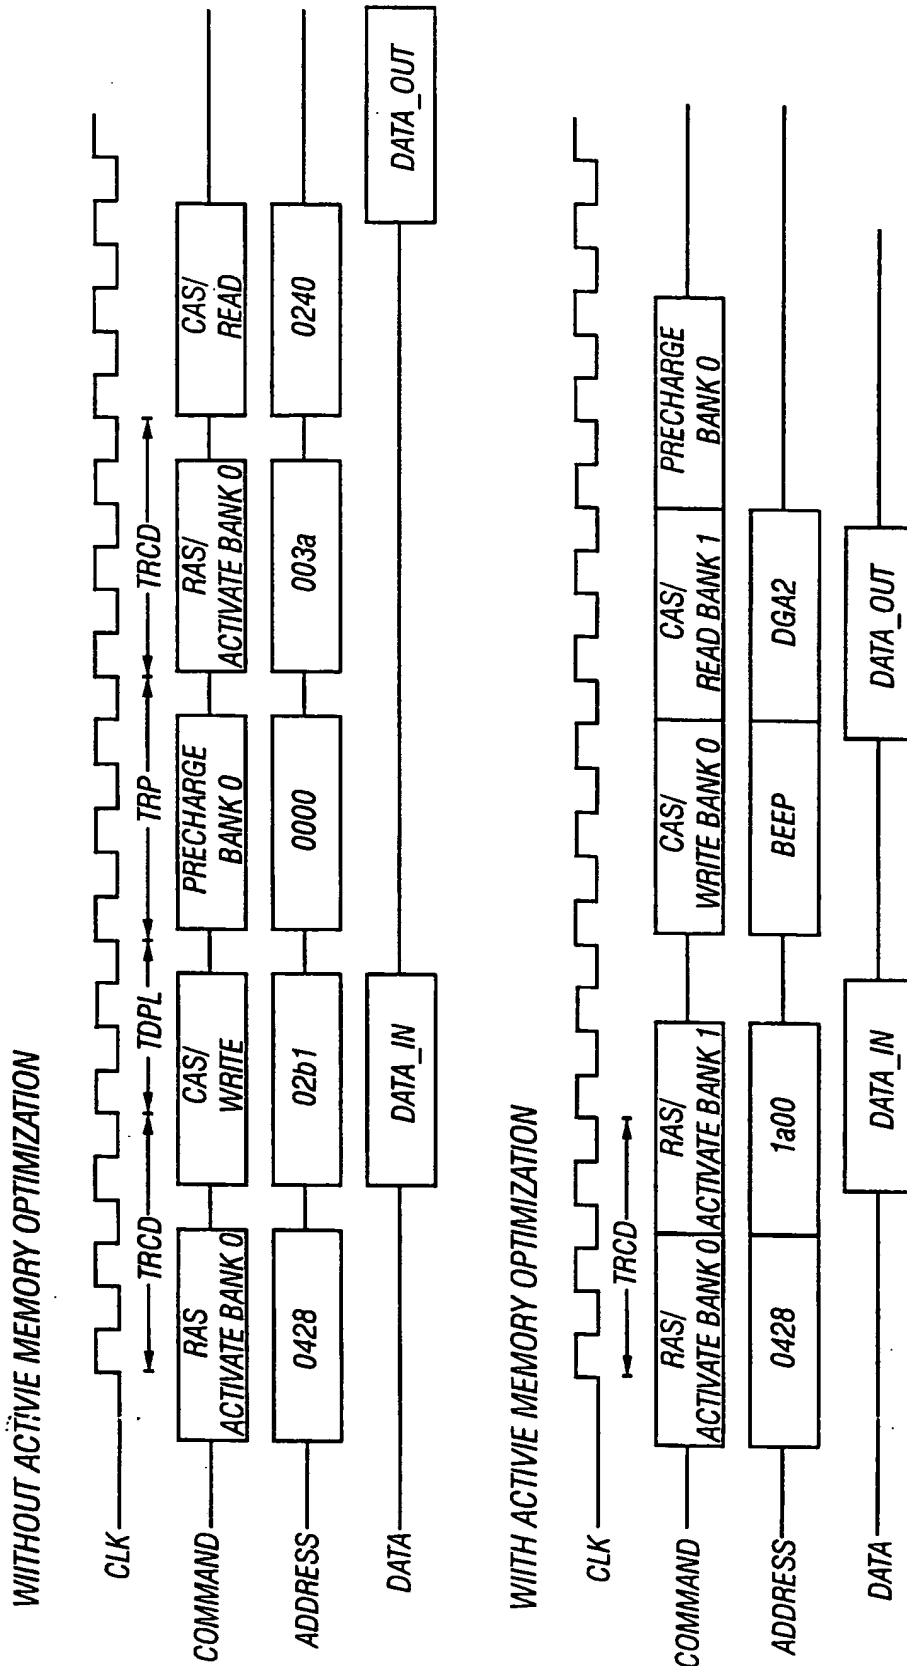 WIITHOUT ACTIVIE MEMORY OPTIMIZATION
CLK
TRCD
TDPL
TRP
TRCD
COMMAND
RAS
ACTIVATE BANK 0
CAS/
WRITE
PRECHARGE
BANK 0
RAS/
ACTIVATE BANK 0
CAS/
READ
ADDRESS
0428
02b1
0000
003a
0240
DATA
DATA_IN
DATA_OUT
WIITH ACTIVIE MEMORY OPTIMIZATION
CLK
TRCD
COMMAND
RAS/
ACTIVATE BANK 0
RAS/
ACTIVATE BANK 1
CAS/
WRITE BANK 0
CAS/
READ BANK 1
PRECHARGE
BANK 0
ADDRESS
0428
1a00
BEEP
DGA2
DATA
DATA_IN
DATA_OUT